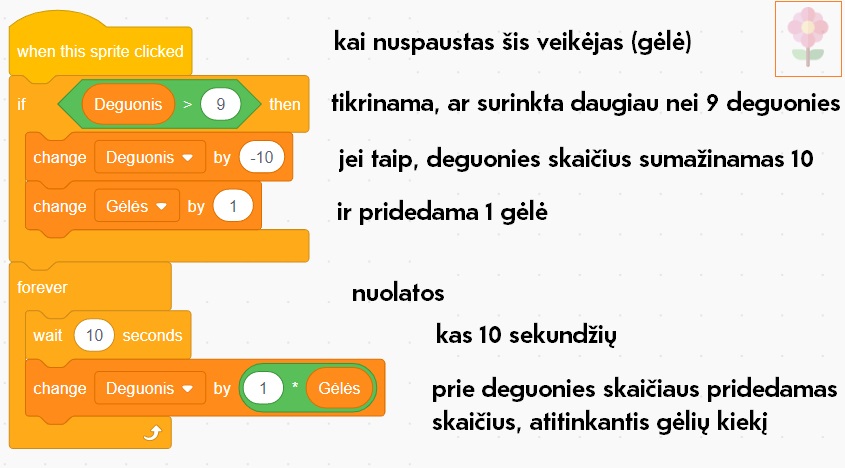 when this sprite clicked
kai nuspaustas šis veikėjas (gėlė)
if Deguonis > 9 then
tikrinama, ar surinkta daugiau nei 9 deguonies
change Deguonis by -10
jei taip, deguonies skaičius sumažinamas 10
change Gėlės by 1
ir pridedama 1 gėlė
forever
nuolatos
wait 10 seconds
kas 10 sekundžių
change Deguonis by 1 * Gėlės
prie deguonies skaičiaus pridedamas
skaičius, atitinkantis gėlių kiekį